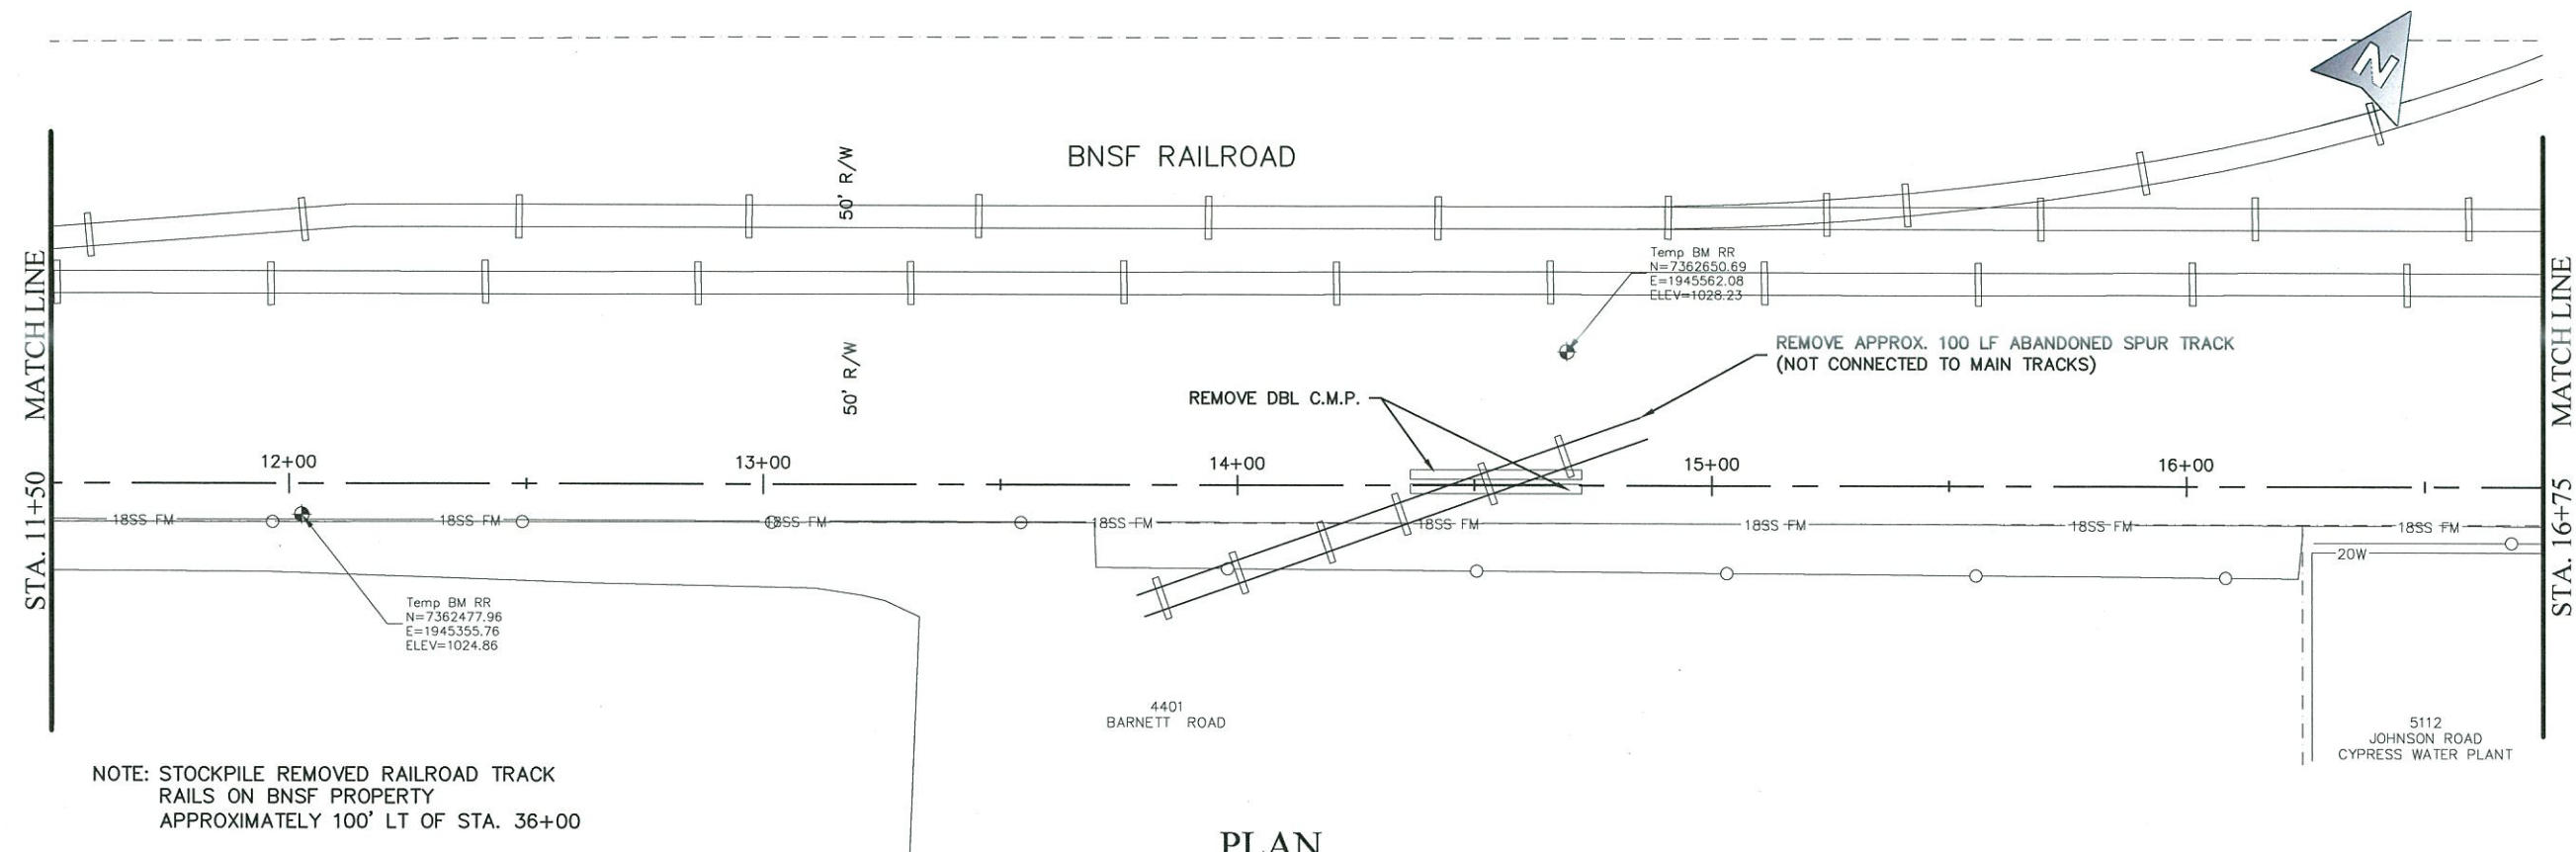 N
BNSF RAILROAD
50' R/W
50' R/W
Temp BM RR
N=7362650.69
E=1945562.08
ELEV=1028.23
REMOVE APPROX. 100 LF ABANDONED SPUR TRACK
(NOT CONNECTED TO MAIN TRACKS)
REMOVE DBL C.M.P.
STA. 11+50 MATCH LINE
STA. 16+75 MATCH LINE
12+00
13+00
14+00
15+00
16+00
18SS FM
18SS FM
18SS FM
18SS FM
18SS FM
18SS FM
18SS FM
18SS FM
20W
Temp BM RR
N=7362477.96
E=1945355.76
ELEV=1024.86
4401
BARNETT ROAD
5112
JOHNSON ROAD
CYPRESS WATER PLANT
NOTE: STOCKPILE REMOVED RAILROAD TRACK
RAILS ON BNSF PROPERTY
APPROXIMATELY 100' LT OF STA. 36+00
PLAN